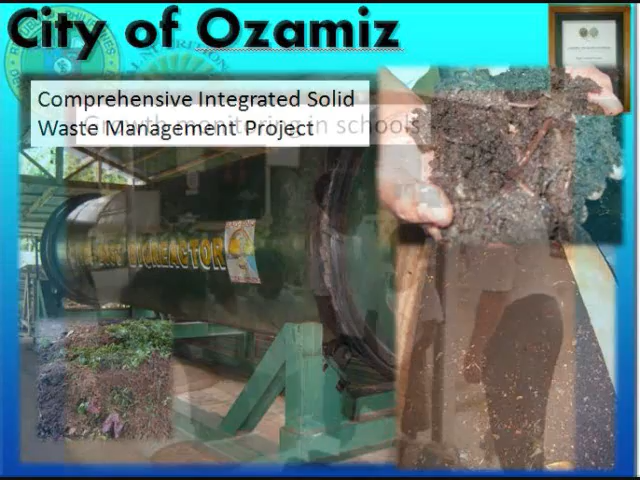 City of Ozamiz
Comprehensive Integrated Solid
Waste Management Project
Growth monitoring in schools
BIOREACTOR